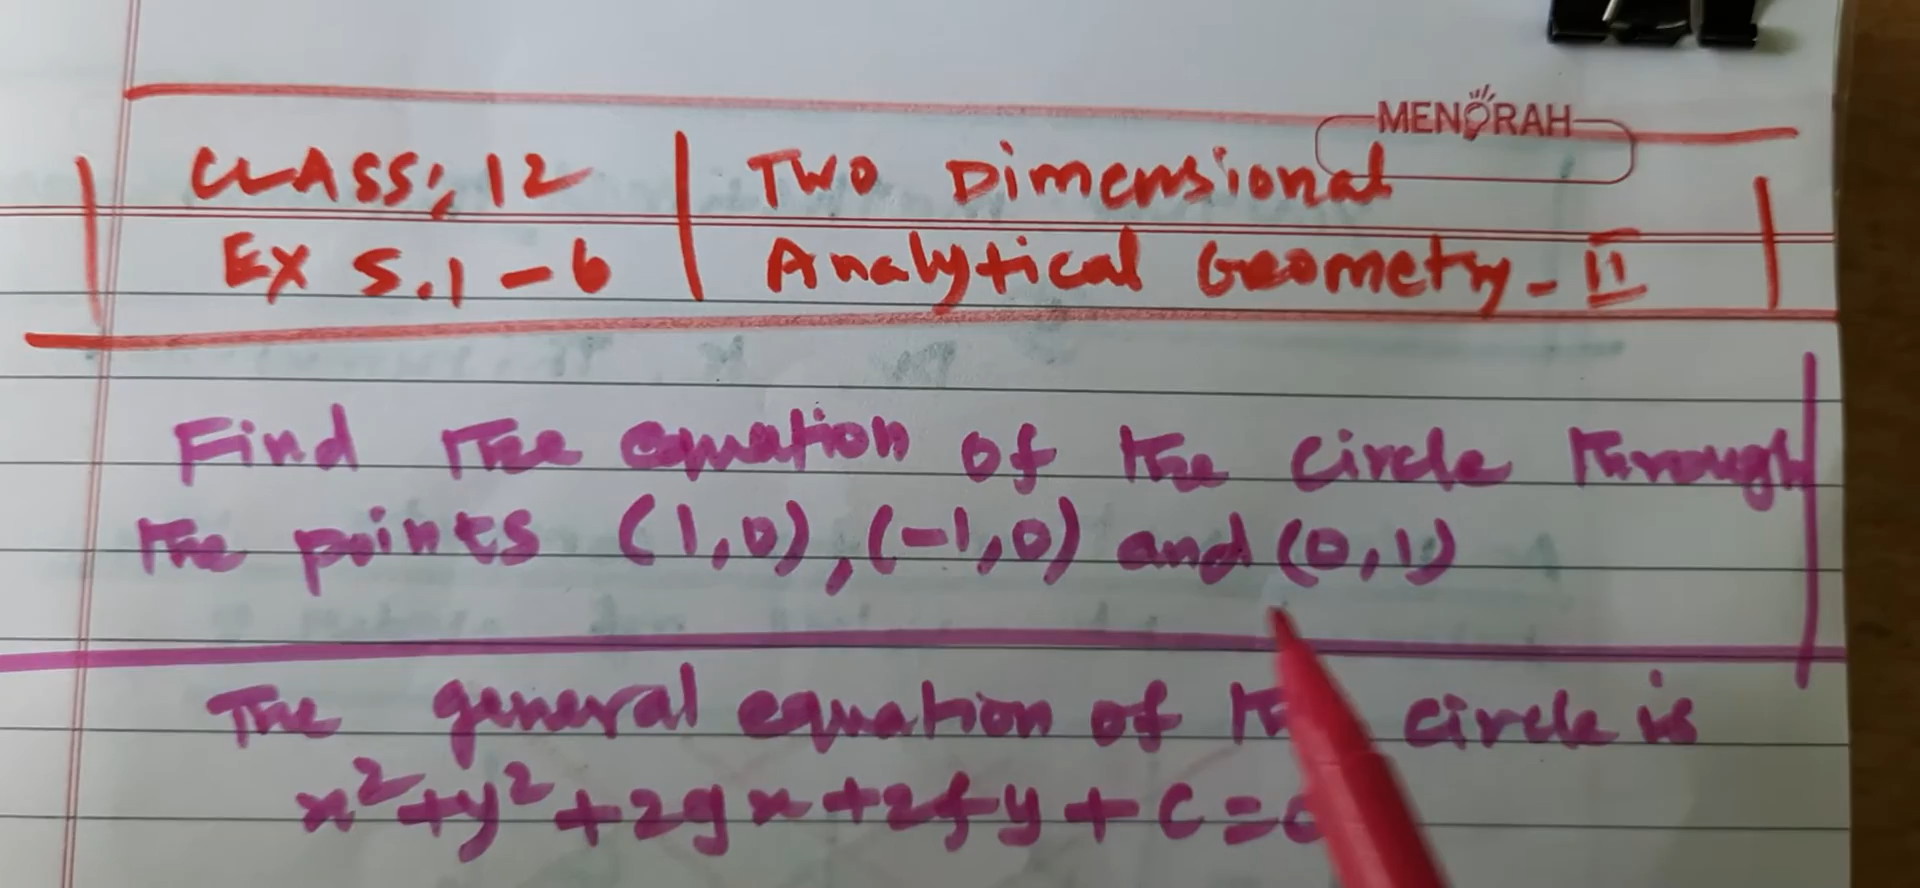 MENORAH
CLASS: 12
EX 5.1-6
TWO Dimensional
Analytical Geometry-II
Find the equation of the circle through
the points (1,0),(-1,0) and (0,1)
The general equation of circle is
x²+y²+2gx+2fy+c=0